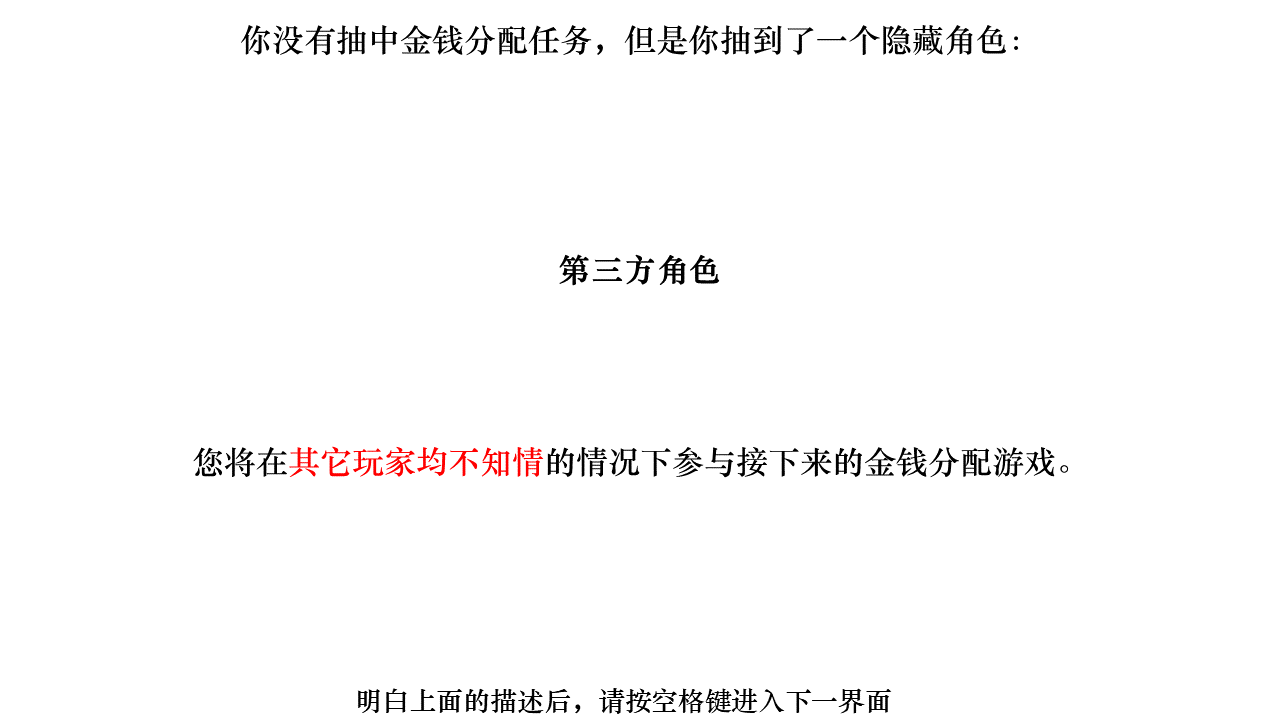 你没有抽中金钱分配任务，但是你抽到了一个隐藏角色：
第三方角色
您将在其它玩家均不知情的情况下参与接下来的金钱分配游戏。
明白上面的描述后，请按空格键进入下一界面